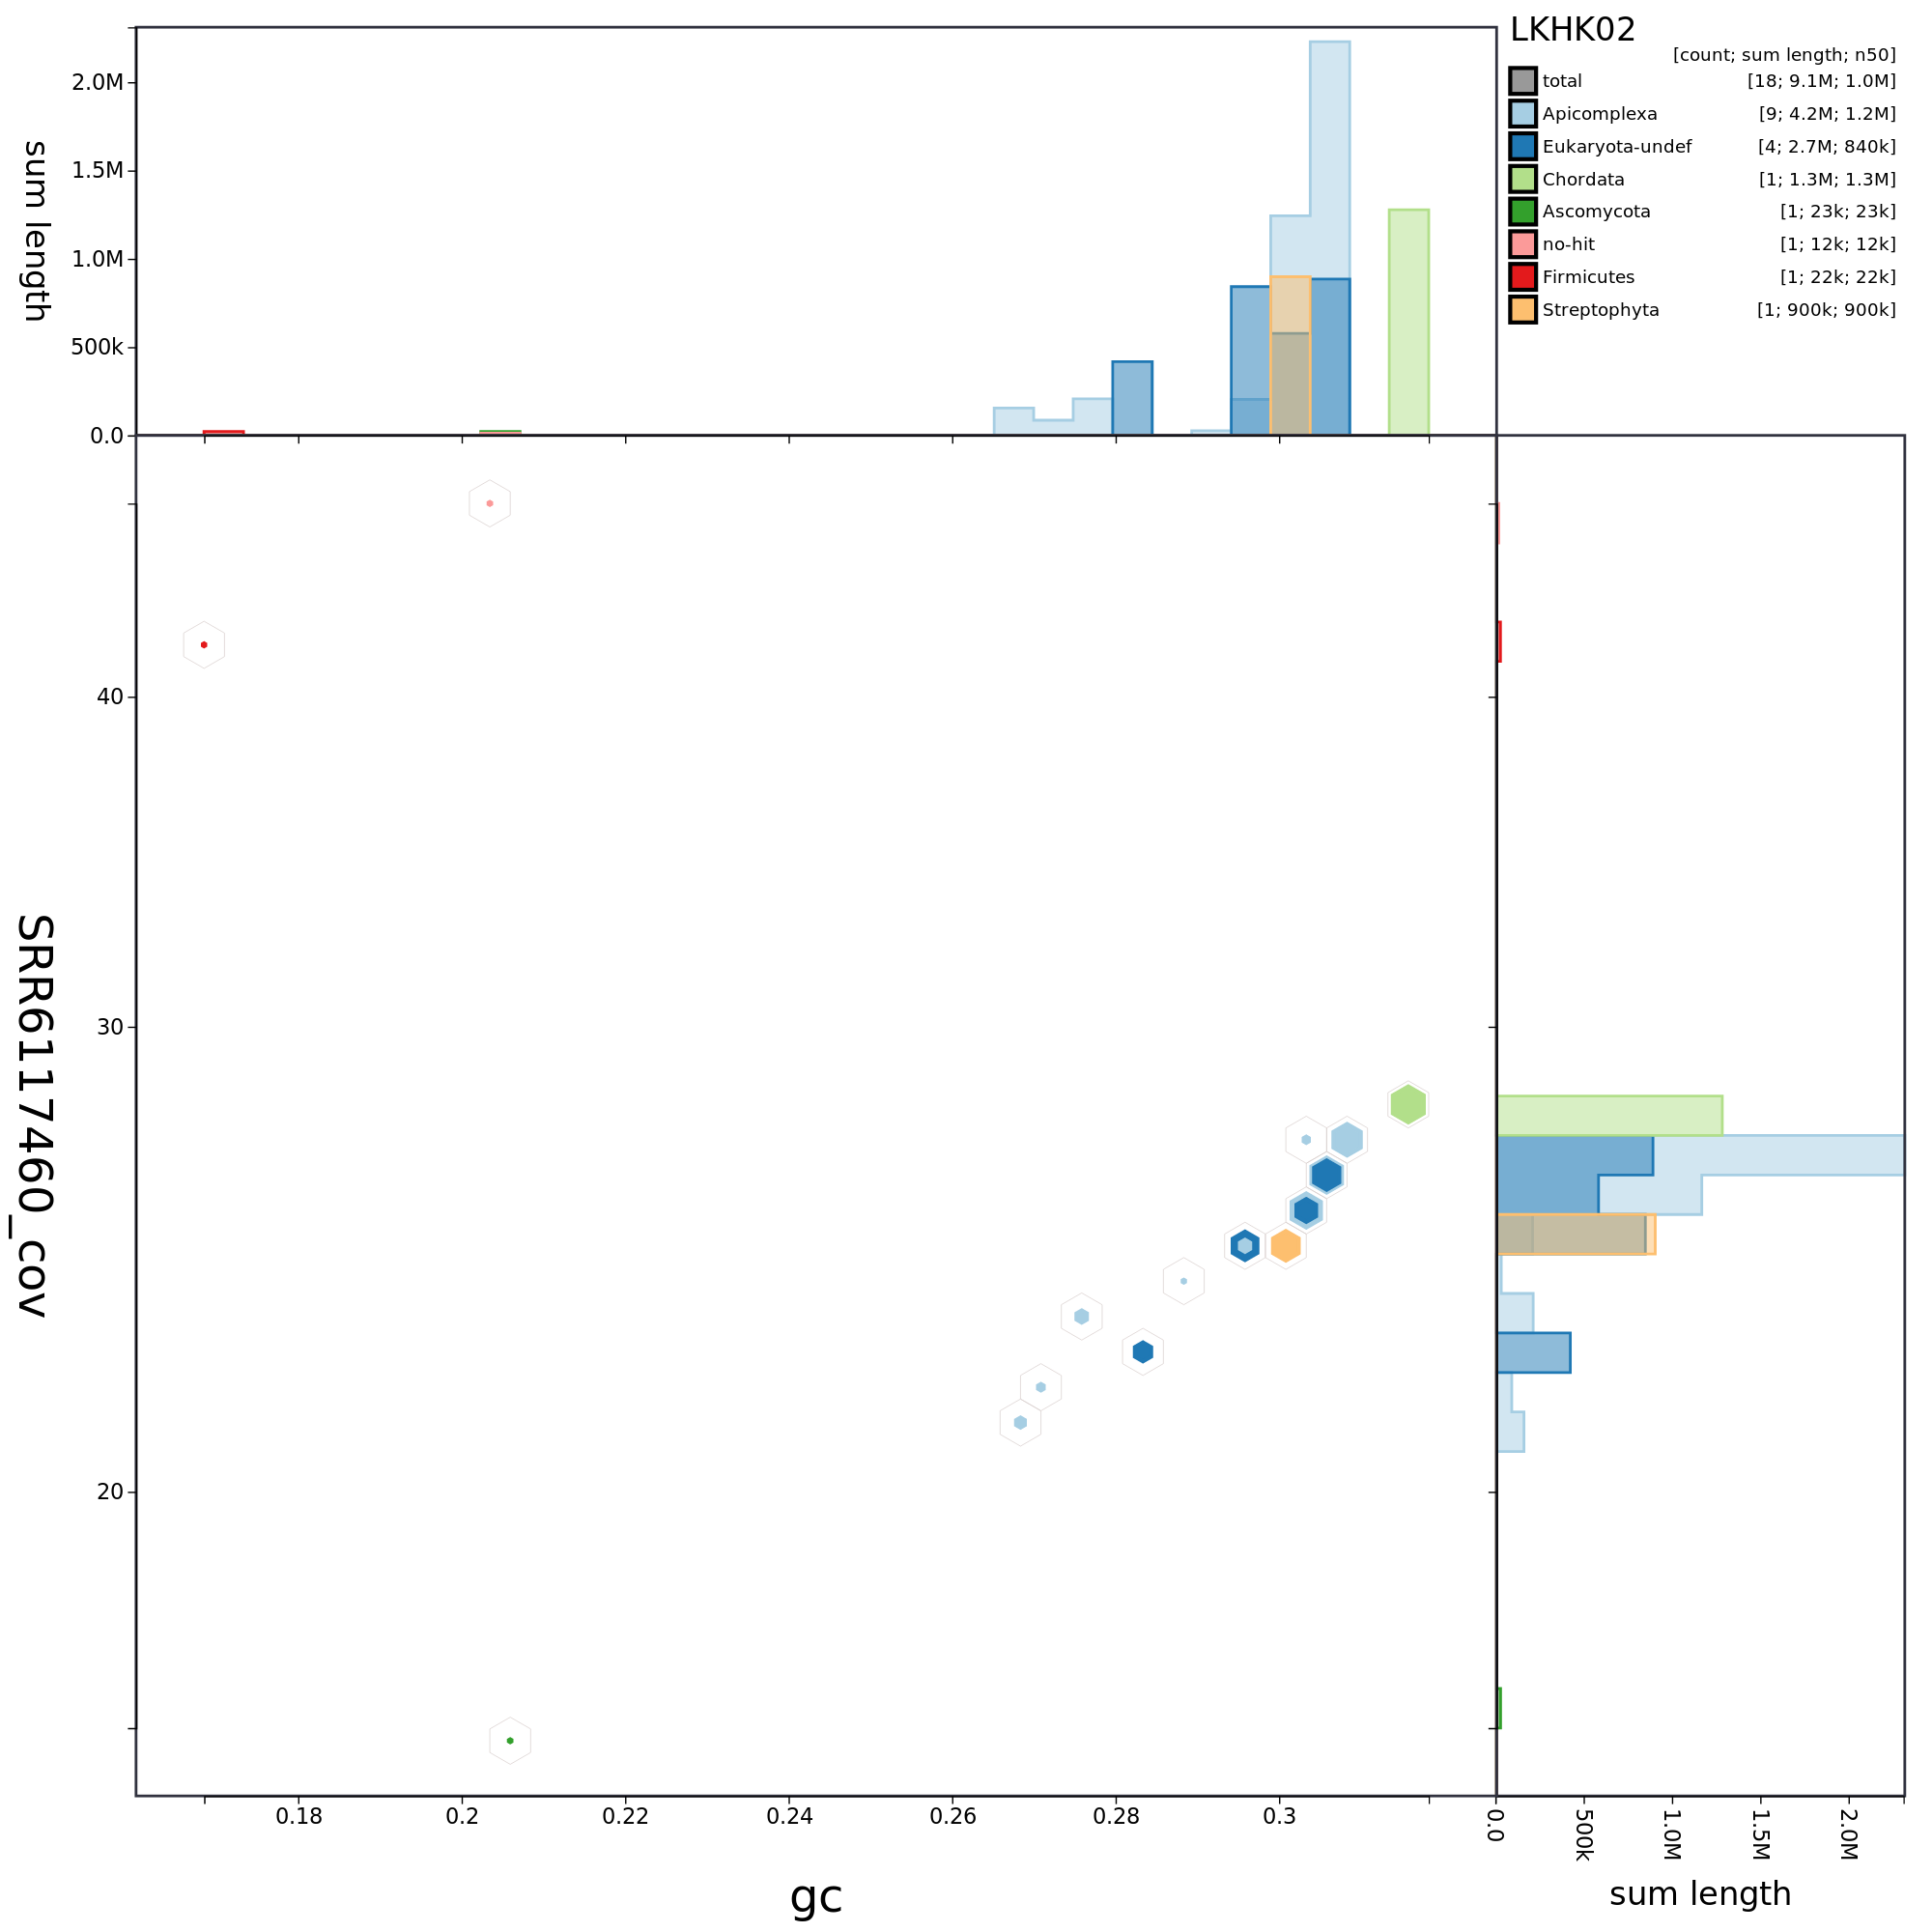 LKHK02
[count; sum length; n50]
total [18; 9.1M; 1.0M]
Apicomplexa [9; 4.2M; 1.2M]
Eukaryota-undef [4; 2.7M; 840k]
Chordata [1; 1.3M; 1.3M]
Ascomycota [1; 23k; 23k]
no-hit [1; 12k; 12k]
Firmicutes [1; 22k; 22k]
Streptophyta [1; 900k; 900k]
sum length
2.0M
1.5M
1.0M
500k
0.0
SRR6117460_cov
40
30
20
0.18 0.2 0.22 0.24 0.26 0.28 0.3
gc
0.0 500k 1.0M 1.5M 2.0M
sum length